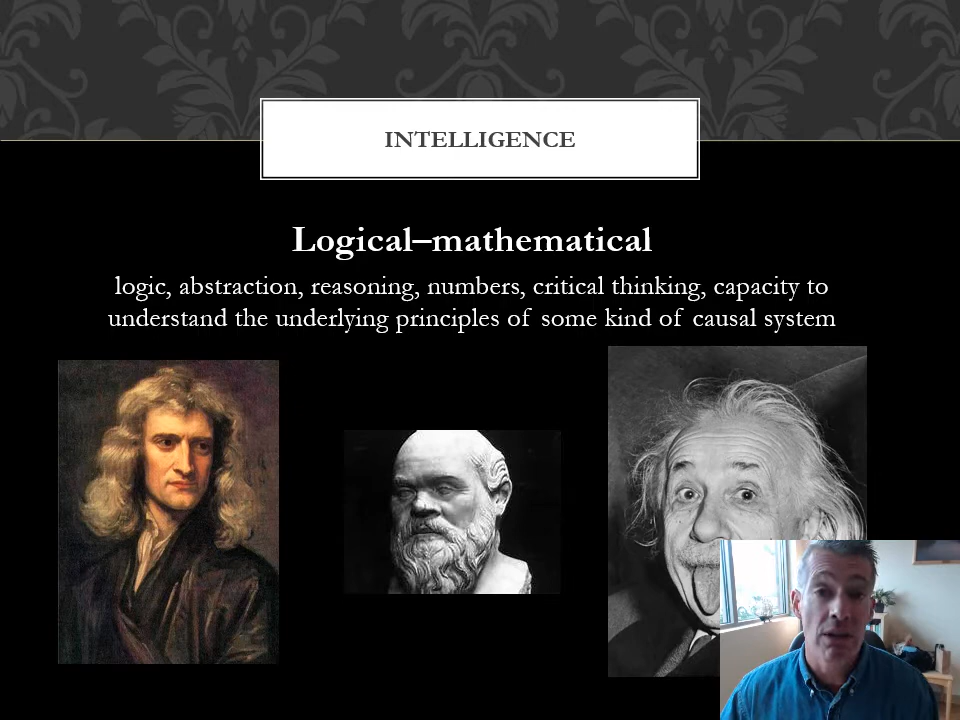 INTELLIGENCE
Logical–mathematical
logic, abstraction, reasoning, numbers, critical thinking, capacity to
understand the underlying principles of some kind of causal system